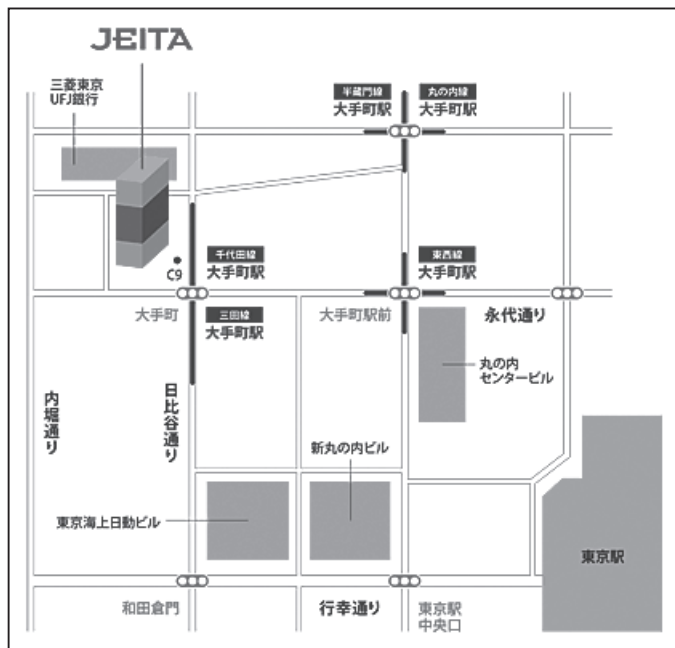 JEITA
三菱東京
UFJ銀行
半蔵門線
大手町駅
丸の内線
大手町駅
千代田線
大手町駅
東西線
大手町駅
C9
大手町
三田線
大手町駅
大手町駅前
永代通り
丸の内
センタービル
内堀通り
日比谷通り
新丸の内ビル
東京海上日動ビル
東京駅
和田倉門
行幸通り
東京駅
中央口